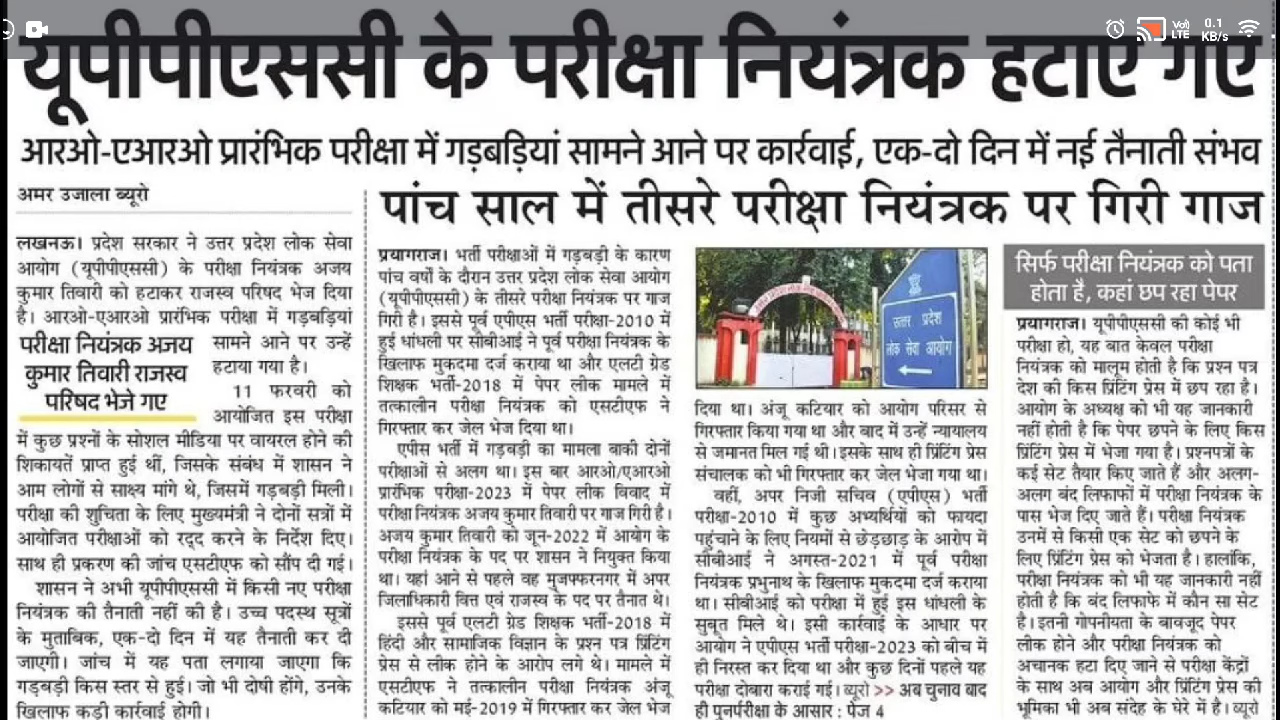 0.1
Vo)
LTE
KB/s
यूपीपीएससी के परीक्षा नियंत्रक हटाए गए
आरओ-एआरओ प्रारंभिक परीक्षा में गड़बड़ियां सामने आने पर कार्रवाई, एक-दो दिन में नई तैनाती संभव
अमर उजाला ब्यूरो
लखनऊ। प्रदेश सरकार ने उत्तर प्रदेश लोक सेवा
आयोग (यूपीपीएससी) के परीक्षा नियंत्रक अजय
कुमार तिवारी को हटाकर राजस्व परिषद भेज दिया
है। आरओ-एआरओ प्रारंभिक परीक्षा में गड़बड़ियां
सामने आने पर उन्हें
हटाया गया है।
11 फरवरी को
आयोजित इस परीक्षा
परीक्षा नियंत्रक अजय
कुमार तिवारी राजस्व
परिषद भेजे गए
में कुछ प्रश्नों के सोशल मीडिया पर वायरल होने की
शिकायतें प्राप्त हुई थीं, जिसके संबंध में शासन ने
आम लोगों से साक्ष्य मांगे थे, जिसमें गड़बड़ी मिली।
परीक्षा की शुचिता के लिए मुख्यमंत्री ने दोनों सत्रों में
आयोजित परीक्षाओं को रद्द करने के निर्देश दिए।
साथ ही प्रकरण की जांच एसटीएफ को सौंप दी गई।
शासन ने अभी यूपीपीएससी में किसी नए परीक्षा
नियंत्रक की तैनाती नहीं की है। उच्च पदस्थ सूत्रों
के मुताबिक, एक-दो दिन में यह तैनाती कर दी
जाएगी। जांच में यह पता लगाया जाएगा कि
गड़बड़ी किस स्तर से हुई। जो भी दोषी होंगे, उनके
खिलाफ कड़ी कार्रवाई होगी।
पांच साल में तीसरे परीक्षा नियंत्रक पर गिरी गाज
प्रयागराज। भर्ती परीक्षाओं में गड़बड़ी के कारण
पांच वर्षों के दौरान उत्तर प्रदेश लोक सेवा आयोग
(यूपीपीएससी) के तीसरे परीक्षा नियंत्रक पर गाज
गिरी है। इससे पूर्व एपीएस भर्ती परीक्षा-2010 में
हुई धांधली पर सीबीआई ने पूर्व परीक्षा नियंत्रक के
खिलाफ मुकदमा दर्ज कराया था और एलटी ग्रेड
शिक्षक भर्ती-2018 में पेपर लीक मामले में
तत्कालीन परीक्षा नियंत्रक को एसटीएफ ने
गिरफ्तार कर जेल भेज दिया था।
एपीस भर्ती में गड़बड़ी का मामला बाकी दोनों
परीक्षाओं से अलग था। इस बार आरओ/एआरओ
प्रारंभिक परीक्षा-2023 में पेपर लीक विवाद में
परीक्षा नियंत्रक अजय कुमार तिवारी पर गाज गिरी है।
अजय कुमार तिवारी को जून-2022 में आयोग के
परीक्षा नियंत्रक के पद पर शासन ने नियुक्त किया
था। यहां आने से पहले वह मुजफ्फरनगर में अपर
जिलाधिकारी वित्त एवं राजस्व के पद पर तैनात थे।
इससे पूर्व एलटी ग्रेड शिक्षक भर्ती-2018 में
हिंदी और सामाजिक विज्ञान के प्रश्न पत्र प्रिंटिंग
प्रेस से लीक होने के आरोप लगे थे। मामले में
एसटीएफ ने तत्कालीन परीक्षा नियंत्रक अंजू
कटियार को मई-2019 में गिरफ्तार कर जेल भेज
उत्तर प्रदेश
लोक सेवा आयोग
दिया था। अंजू कटियार को आयोग परिसर से
गिरफ्तार किया गया था और बाद में उन्हें न्यायालय
से जमानत मिल गई थी। इसके साथ ही प्रिंटिंग प्रेस
संचालक को भी गिरफ्तार कर जेल भेजा गया था।
वहीं, अपर निजी सचिव (एपीएस) भर्ती
परीक्षा-2010 में कुछ अभ्यर्थियों को फायदा
पहुंचाने के लिए नियमों से छेड़छाड़ के आरोप में
सीबीआई ने अगस्त-2021 में पूर्व परीक्षा
नियंत्रक प्रभुनाथ के खिलाफ मुकदमा दर्ज कराया
था। सीबीआई को परीक्षा में हुई इस धांधली के
सुबूत मिले थे। इसी कार्रवाई के आधार पर
आयोग ने एपीएस भर्ती परीक्षा-2023 को बीच में
ही निरस्त कर दिया था और कुछ दिनों पहले यह
परीक्षा दोबारा कराई गई। ब्यूरो >> अब चुनाव बाद
ही पुनर्परीक्षा के आसार : पेज 4
सिर्फ परीक्षा नियंत्रक को पता
होता है, कहां छप रहा पेपर
प्रयागराज। यूपीपीएससी की कोई भी
परीक्षा हो, यह बात केवल परीक्षा
नियंत्रक को मालूम होती है कि प्रश्न पत्र
देश की किस प्रिंटिंग प्रेस में छप रहा है।
आयोग के अध्यक्ष को भी यह जानकारी
नहीं होती है कि पेपर छपने के लिए किस
प्रिंटिंग प्रेस में भेजा गया है। प्रश्नपत्रों के
कई सेट तैयार किए जाते हैं और अलग-
अलग बंद लिफाफों में परीक्षा नियंत्रक के
पास भेज दिए जाते हैं। परीक्षा नियंत्रक
उनमें से किसी एक सेट को छपने के
लिए प्रिंटिंग प्रेस को भेजता है। हालांकि,
परीक्षा नियंत्रक को भी यह जानकारी नहीं
होती है कि बंद लिफाफे में कौन सा सेट
है। इतनी गोपनीयता के बावजूद पेपर
लीक होने और परीक्षा नियंत्रक को
अचानक हटा दिए जाने से परीक्षा केंद्रों
के साथ अब आयोग और प्रिंटिंग प्रेस की
भूमिका भी अब संदेह के घेरे में है। ब्यूरो